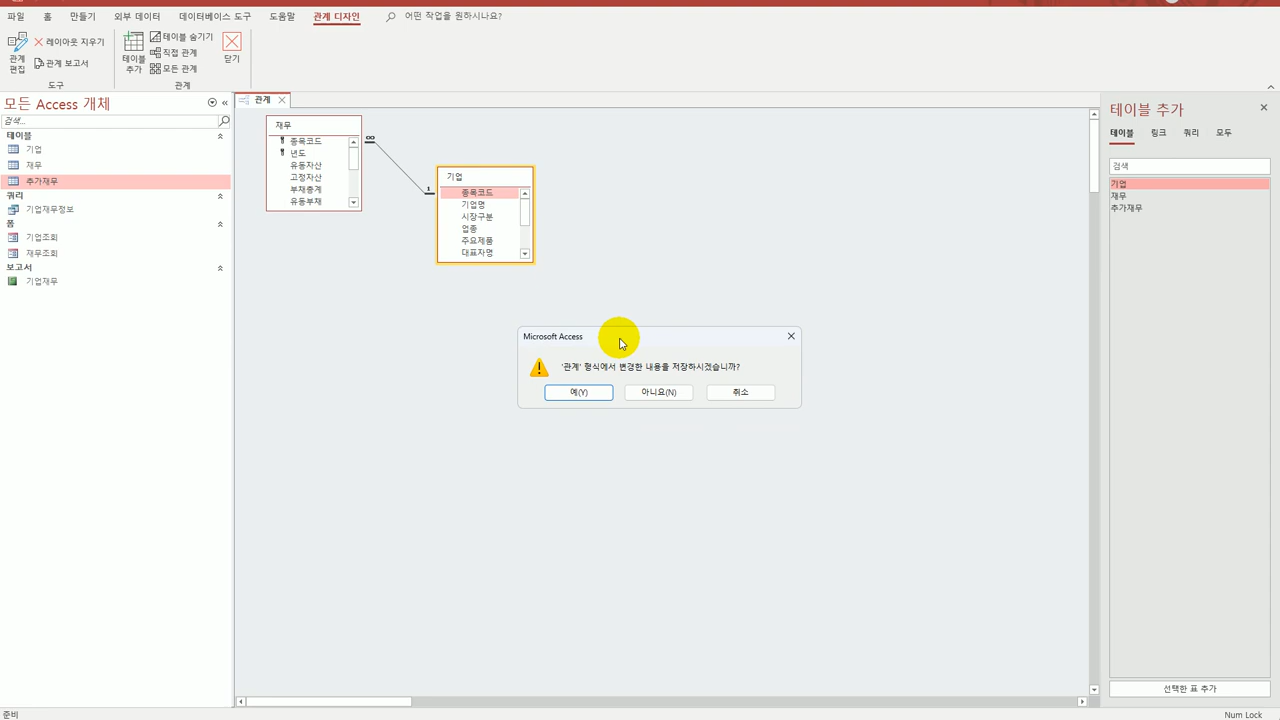 파일 홈 만들기 외부 데이터 데이터베이스 도구 도움말 관계 디자인 어떤 작업을 원하시나요?
관계 편집
레이아웃 지우기
관계 보고서
도구
테이블 추가
테이블 숨기기
직접 관계
모든 관계
관계
닫기
모든 Access 개체
검색...
테이블
기업
재무
추가재무
쿼리
기업재무정보
폼
기업조회
재무조회
보고서
기업재무
관계
재무
종목코드
년도
유동자산
고정자산
부채총계
유동부채
∞
1
기업
종목코드
기업명
시장구분
업종
주요제품
대표자명
Microsoft Access
'관계' 형식에서 변경한 내용을 저장하시겠습니까?
예(Y) 아니요(N) 취소
테이블 추가
테이블 링크 쿼리 모두
검색
기업
재무
추가재무
선택한 표 추가
준비
Num Lock